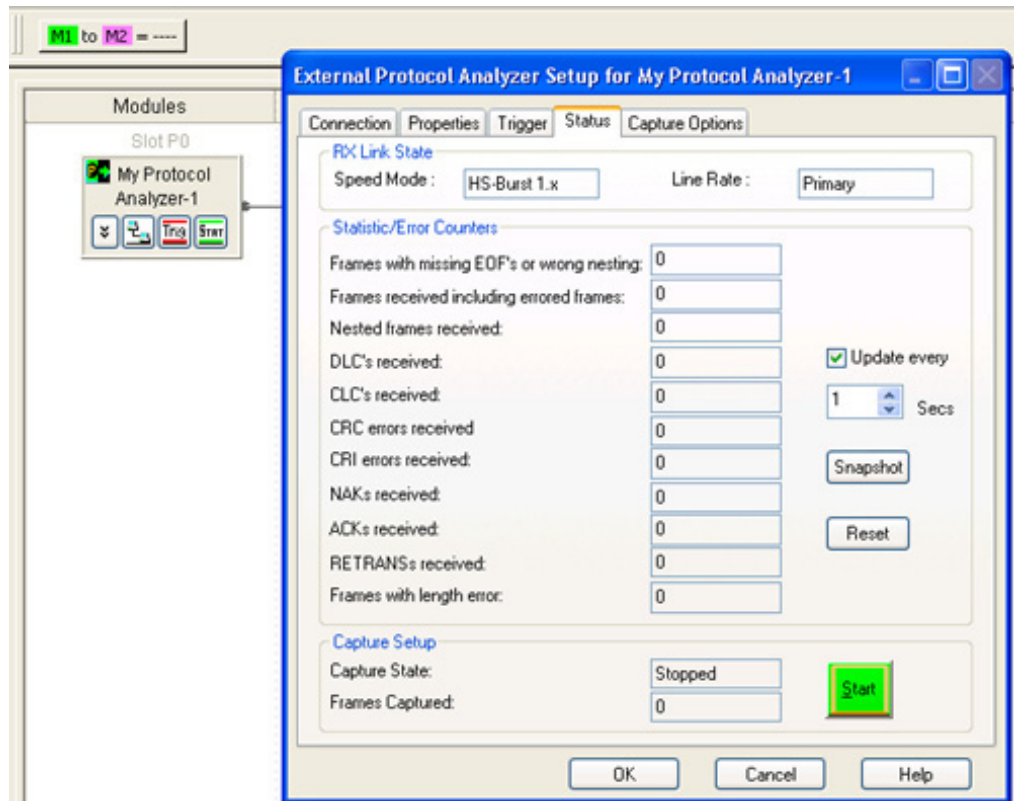 M1 to M2 = ----
External Protocol Analyzer Setup for My Protocol Analyzer-1
Modules
Slot P0
My Protocol
Analyzer-1
Trig
STRT
Connection Properties Trigger Status Capture Options
RX Link State
Speed Mode : HS-Burst 1.x Line Rate : Primary
Statistic/Error Counters
Frames with missing EOF's or wrong nesting: 0
Frames received including errored frames: 0
Nested frames received: 0
DLC's received: 0
Update every
CLC's received: 0
1 Secs
CRC errors received 0
CRI errors received: 0
Snapshot
NAKs received: 0
ACKs received: 0
Reset
RETRANSs received: 0
Frames with length error: 0
Capture Setup
Capture State: Stopped
Start
Frames Captured: 0
OK Cancel Help